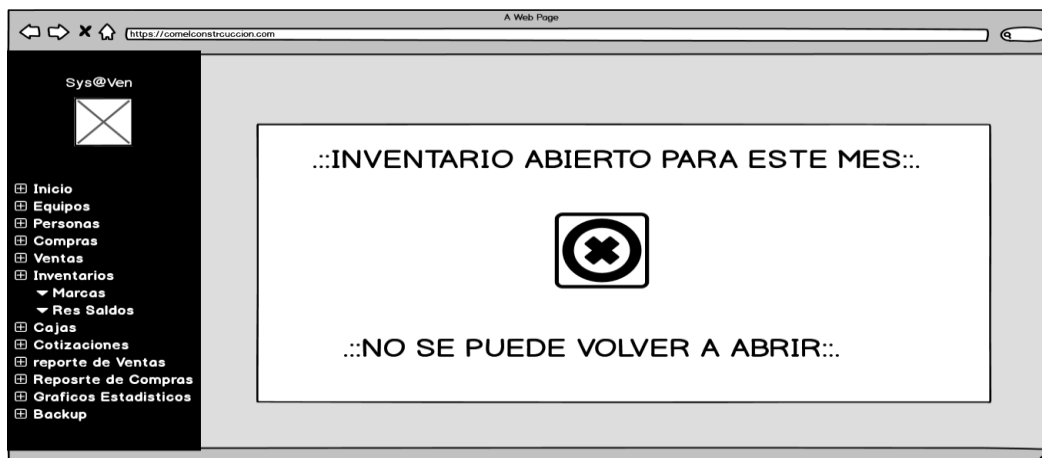 A Web Page
https://comelconstrcuccion.com
Sys@Ven
Inicio
Equipos
Personas
Compras
Ventas
Inventarios
Marcas
Res Saldos
Cajas
Cotizaciones
reporte de Ventas
Reposrte de Compras
Graficos Estadisticos
Backup
.::INVENTARIO ABIERTO PARA ESTE MES::.
.::NO SE PUEDE VOLVER A ABRIR::.